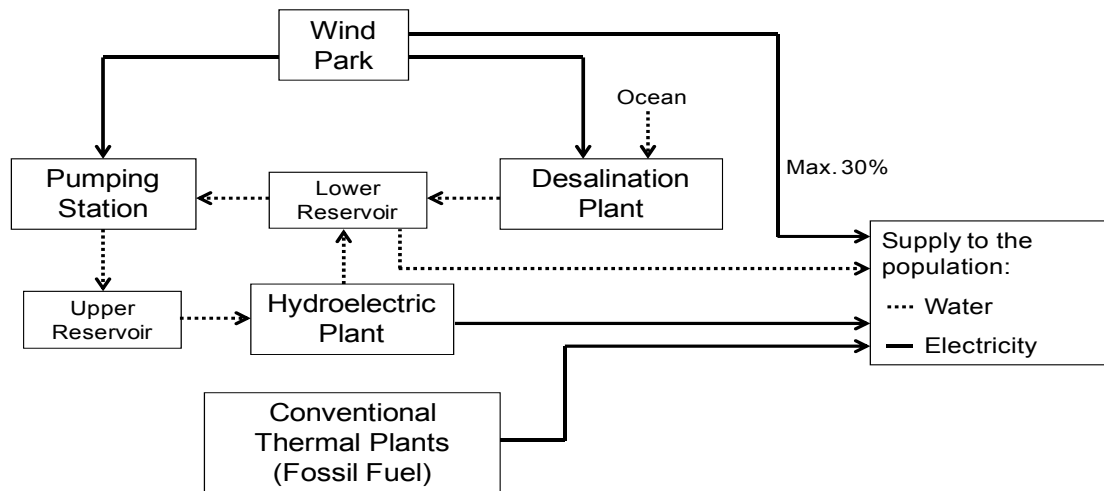 Wind
Park
Ocean
Max. 30%
Pumping
Station
Lower
Reservoir
Desalination
Plant
Supply to the
population:
Water
Electricity
Upper
Reservoir
Hydroelectric
Plant
Conventional
Thermal Plants
(Fossil Fuel)